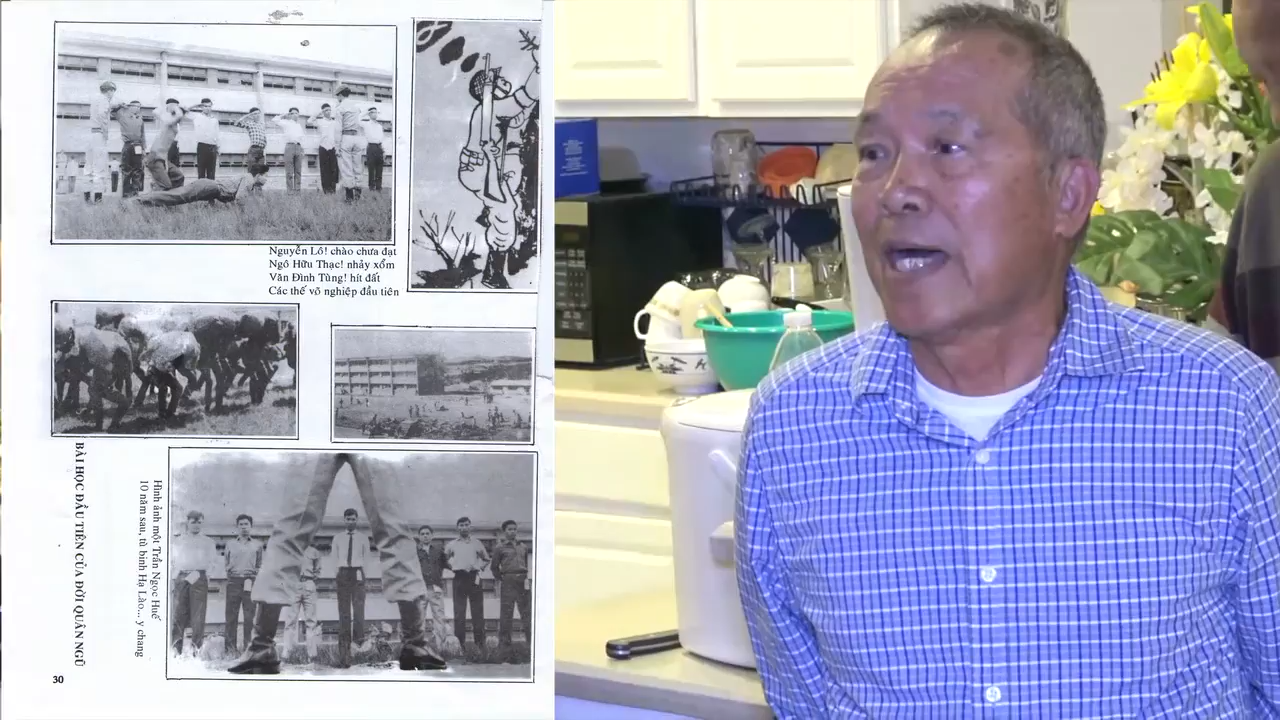 Nguyễn Lô! chào chưa đạt
Ngô Hữu Thạc! nhảy xổm
Văn Đình Tùng! hít đất
Các thế võ nghiệp đầu tiên
Hình ảnh một Trần Ngọc Huế
10 năm sau, tù binh Hạ Lào... y chang
BÀI HỌC ĐẦU TIÊN CỦA ĐỜI QUÂN NGŨ
30